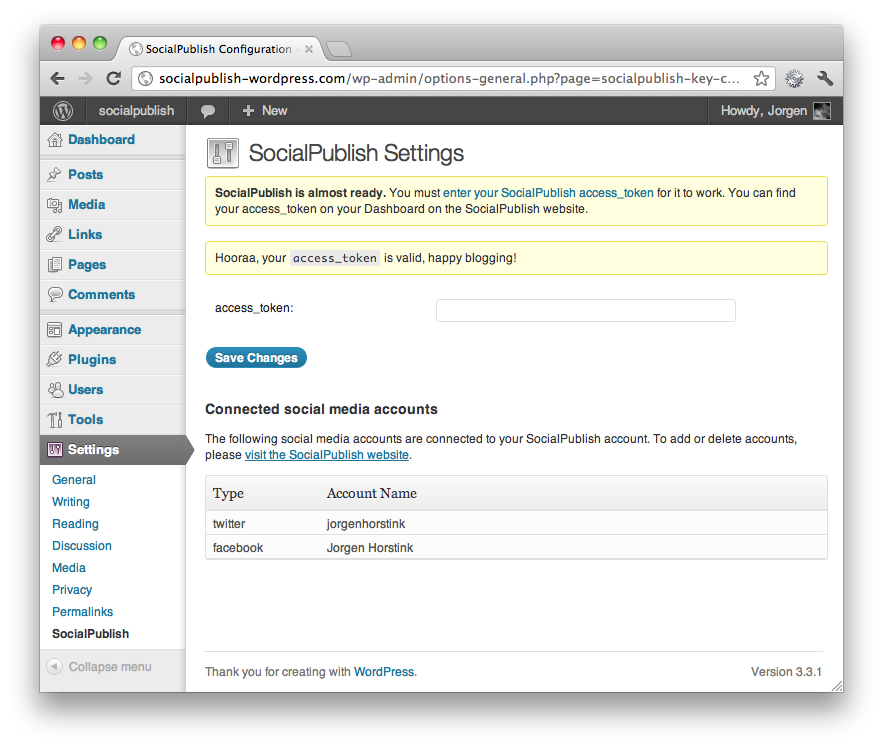 SocialPublish Configuration
socialpublish-wordpress.com/wp-admin/options-general.php?page=socialpublish-key-c...
socialpublish
New
Howdy, Jorgen
Dashboard
Posts
Media
Links
Pages
Comments
Appearance
Plugins
Users
Tools
Settings
General
Writing
Reading
Discussion
Media
Privacy
Permalinks
SocialPublish
Collapse menu
SocialPublish Settings
SocialPublish is almost ready. You must enter your SocialPublish access_token for it to work. You can find
your access_token on your Dashboard on the SocialPublish website.
Hooraa, your access_token is valid, happy blogging!
access_token:
Save Changes
Connected social media accounts
The following social media accounts are connected to your SocialPublish account. To add or delete accounts,
please visit the SocialPublish website.
Type Account Name
twitter jorgenhorstink
facebook Jorgen Horstink
Thank you for creating with WordPress. Version 3.3.1